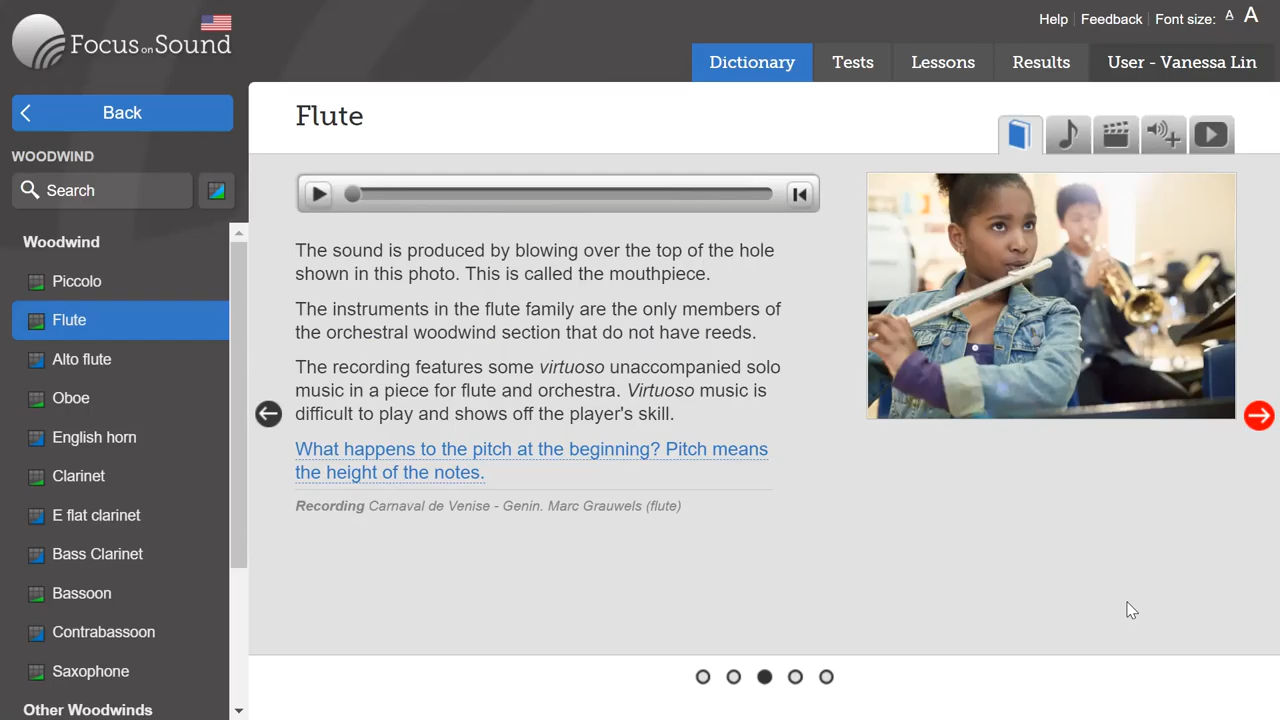 Focus on Sound
Help
Feedback
Font size: A A
Dictionary
Tests
Lessons
Results
User - Vanessa Lin
Back
WOODWIND
Search
Woodwind
Piccolo
Flute
Alto flute
Oboe
English horn
Clarinet
E flat clarinet
Bass Clarinet
Bassoon
Contrabassoon
Saxophone
Other Woodwinds
Flute
The sound is produced by blowing over the top of the hole
shown in this photo. This is called the mouthpiece.
The instruments in the flute family are the only members of
the orchestral woodwind section that do not have reeds.
The recording features some virtuoso unaccompanied solo
music in a piece for flute and orchestra. Virtuoso music is
difficult to play and shows off the player's skill.
What happens to the pitch at the beginning? Pitch means
the height of the notes.
Recording Carnaval de Venise - Genin. Marc Grauwels (flute)